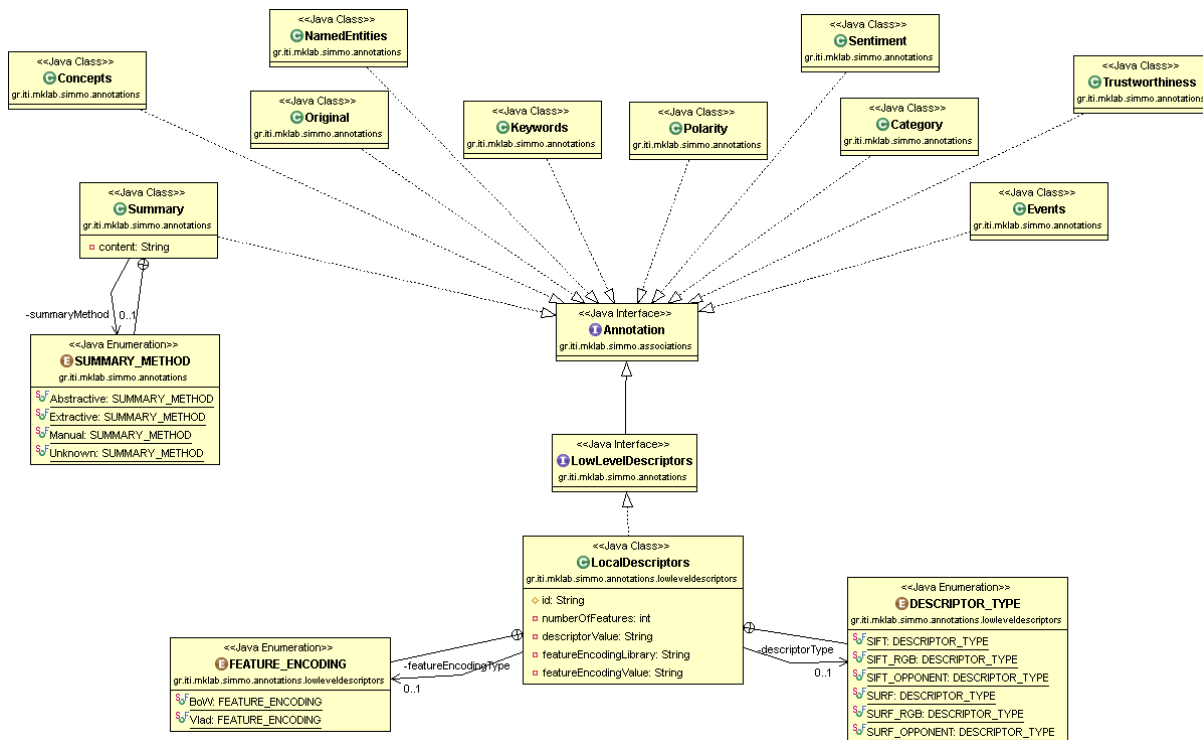 <<Java Class>>
NamedEntities
gr.iti.mklab.simmo.annotations
<<Java Class>>
Sentiment
gr.iti.mklab.simmo.annotations
<<Java Class>>
Concepts
gr.iti.mklab.simmo.annotations
<<Java Class>>
Trustworthiness
gr.iti.mklab.simmo.annotations
<<Java Class>>
Original
gr.iti.mklab.simmo.annotations
<<Java Class>>
Keywords
gr.iti.mklab.simmo.annotations
<<Java Class>>
Polarity
gr.iti.mklab.simmo.annotations
<<Java Class>>
Category
gr.iti.mklab.simmo.annotations
<<Java Class>>
Summary
gr.iti.mklab.simmo.annotations
content: String
<<Java Class>>
Events
gr.iti.mklab.simmo.annotations
-summaryMethod
0..1
<<Java Interface>>
Annotation
gr.iti.mklab.simmo.associations
<<Java Enumeration>>
SUMMARY_METHOD
gr.iti.mklab.simmo.annotations
Abstractive: SUMMARY_METHOD
Extractive: SUMMARY_METHOD
Manual: SUMMARY_METHOD
Unknown: SUMMARY_METHOD
<<Java Interface>>
LowLevelDescriptors
gr.iti.mklab.simmo.annotations
<<Java Class>>
LocalDescriptors
gr.iti.mklab.simmo.annotations.lowleveldescriptors
id: String
numberOfFeatures: int
descriptorValue: String
featureEncodingLibrary: String
featureEncodingValue: String
<<Java Enumeration>>
FEATURE_ENCODING
gr.iti.mklab.simmo.annotations.lowleveldescriptors
BoW: FEATURE_ENCODING
Vlad: FEATURE_ENCODING
-featureEncodingType
0..1
-descriptorType
0..1
<<Java Enumeration>>
DESCRIPTOR_TYPE
gr.iti.mklab.simmo.annotations.lowleveldescriptors
SIFT: DESCRIPTOR_TYPE
SIFT_RGB: DESCRIPTOR_TYPE
SIFT_OPPONENT: DESCRIPTOR_TYPE
SURF: DESCRIPTOR_TYPE
SURF_RGB: DESCRIPTOR_TYPE
SURF_OPPONENT: DESCRIPTOR_TYPE